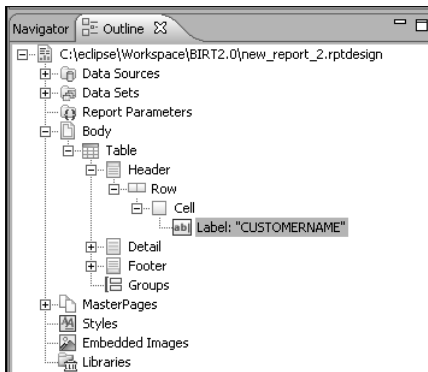 Navigator Outline
C:\eclipse\Workspace\BIRT2.0\new_report_2.rptdesign
Data Sources
Data Sets
Report Parameters
Body
Table
Header
Row
Cell
ab Label: "CUSTOMERNAME"
Detail
Footer
Groups
MasterPages
Styles
Embedded Images
Libraries